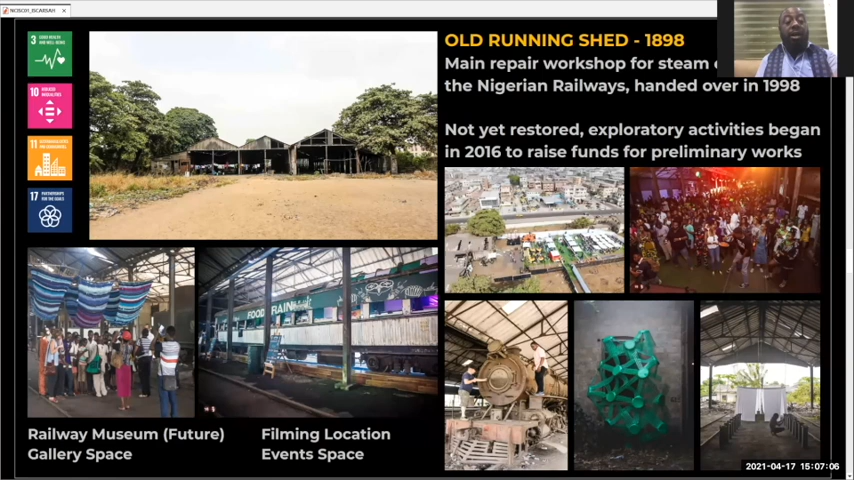 NCISC01_ISCARSAH
3 GOOD HEALTH
AND WELL-BEING
10 REDUCED
INEQUALITIES
11 SUSTAINABLE CITIES
AND COMMUNITIES
17 PARTNERSHIPS
FOR THE GOALS
OLD RUNNING SHED - 1898
Main repair workshop for steam
the Nigerian Railways, handed over in 1998
Not yet restored, exploratory activities began
in 2016 to raise funds for preliminary works
FOOD TRAIN
Railway Museum (Future)
Gallery Space
Filming Location
Events Space
2021-04-17 15:07:06